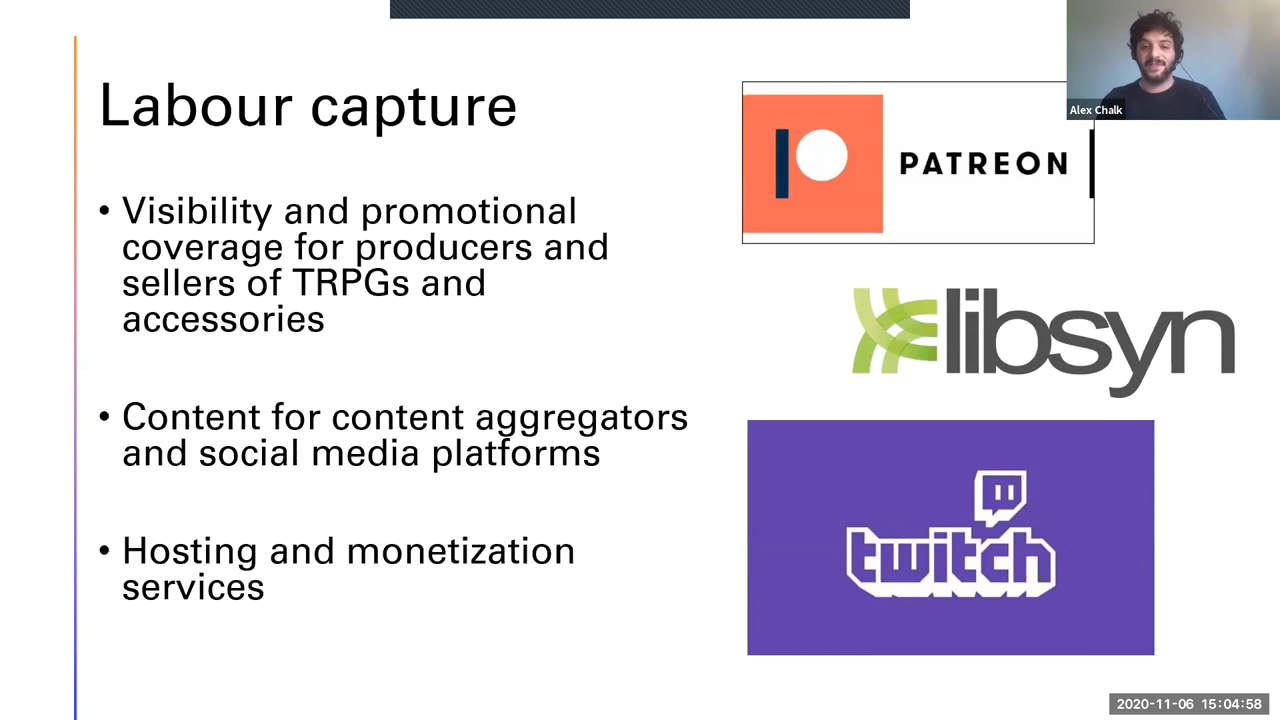 Labour capture
• Visibility and promotional
coverage for producers and
sellers of TRPGs and
accessories
• Content for content aggregators
and social media platforms
• Hosting and monetization
services
PATREON
libsyn
twitch
Alex Chalk
2020-11-06 15:04:58